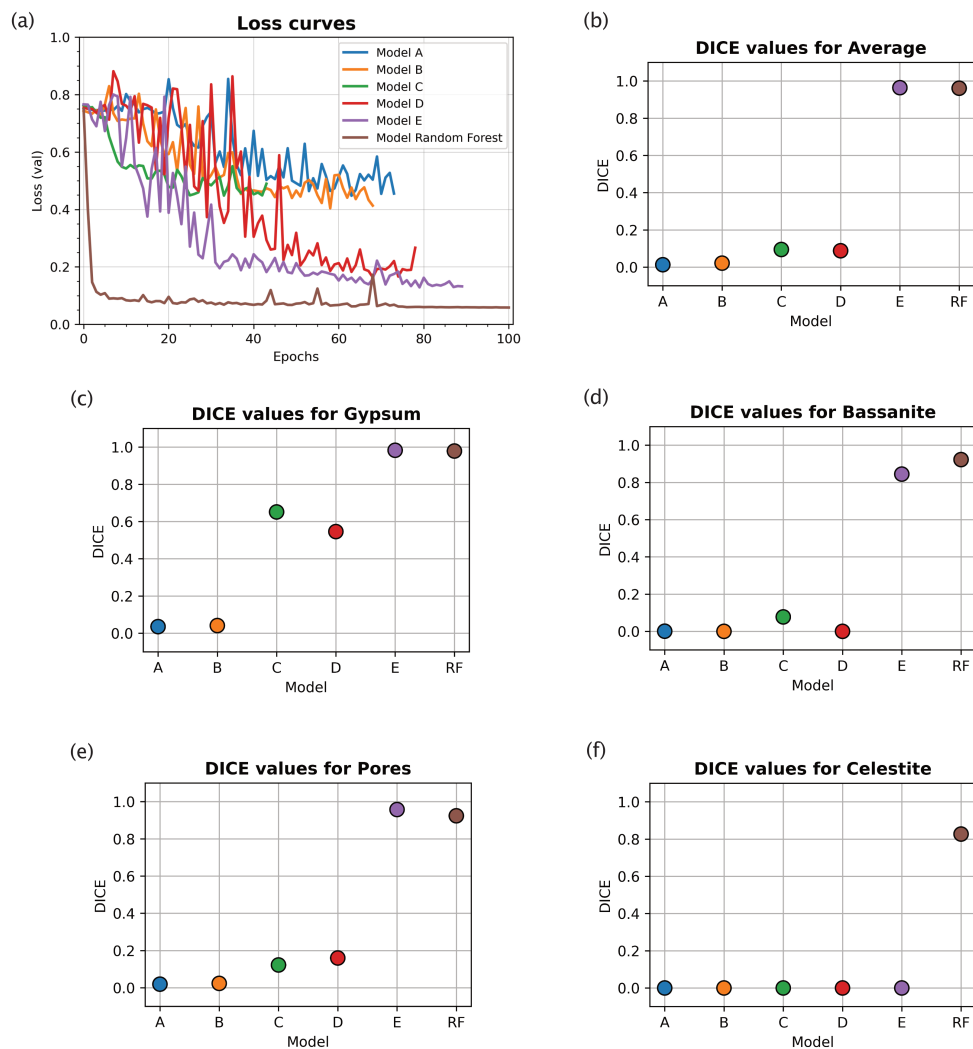 (a)
Loss curves
1.0
0.8
0.6
0.4
0.2
0.0
Loss (val)
0
20
40
60
80
100
Epochs
Model A
Model B
Model C
Model D
Model E
Model Random Forest
(b)
DICE values for Average
1.0
0.8
0.6
0.4
0.2
0.0
DICE
A
B
C
D
E
RF
Model
(c)
DICE values for Gypsum
1.0
0.8
0.6
0.4
0.2
0.0
DICE
A
B
C
D
E
RF
Model
(d)
DICE values for Bassanite
1.0
0.8
0.6
0.4
0.2
0.0
DICE
A
B
C
D
E
RF
Model
(e)
DICE values for Pores
1.0
0.8
0.6
0.4
0.2
0.0
DICE
A
B
C
D
E
RF
Model
(f)
DICE values for Celestite
1.0
0.8
0.6
0.4
0.2
0.0
DICE
A
B
C
D
E
RF
Model